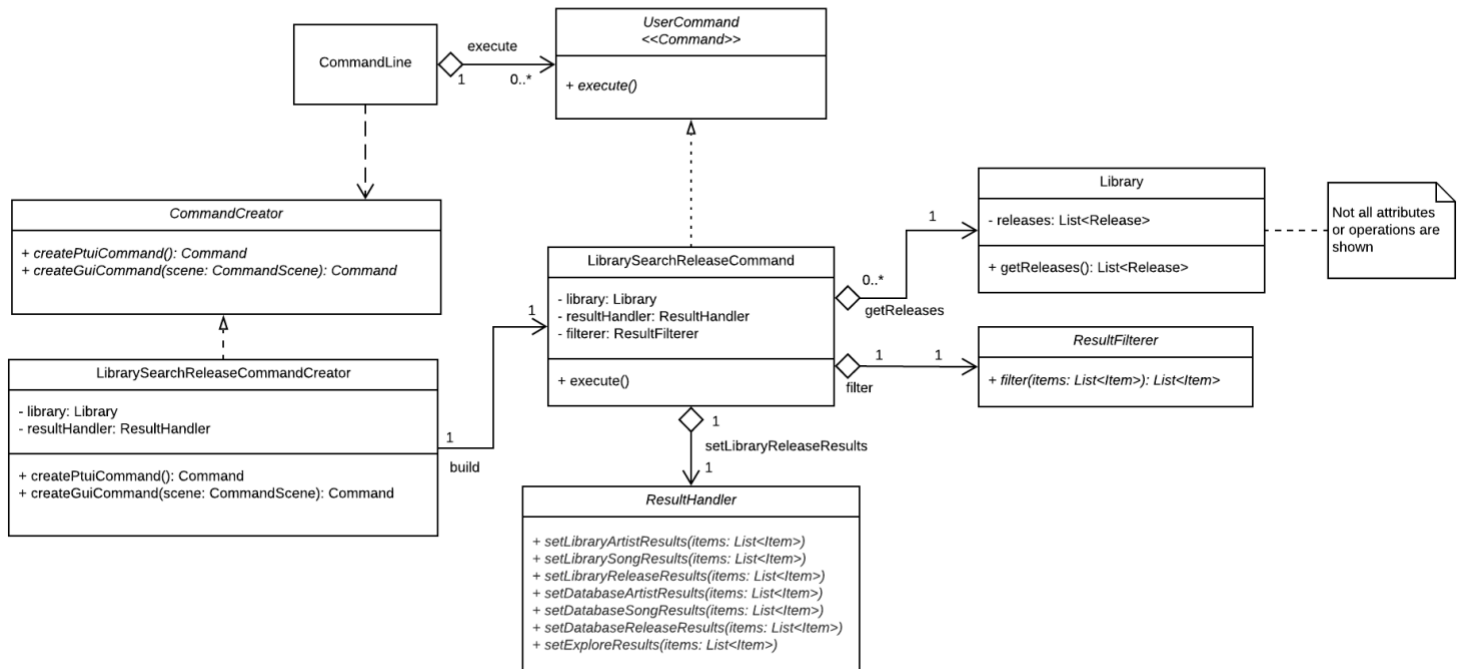 UserCommand
<<Command>>
+ execute()
CommandLine
execute
1
0..*
CommandCreator
+ createPtuiCommand(): Command
+ createGuiCommand(scene: CommandScene): Command
LibrarySearchReleaseCommandCreator
- library: Library
- resultHandler: ResultHandler
+ createPtuiCommand(): Command
+ createGuiCommand(scene: CommandScene): Command
1
build
1
LibrarySearchReleaseCommand
- library: Library
- resultHandler: ResultHandler
- filterer: ResultFilterer
+ execute()
0..*
getReleases
1
Library
- releases: List<Release>
+ getReleases(): List<Release>
Not all attributes
or operations are
shown
1
filter
1
ResultFilterer
+ filter(items: List<Item>): List<Item>
1
setLibraryReleaseResults
1
ResultHandler
+ setLibraryArtistResults(items: List<Item>)
+ setLibrarySongResults(items: List<Item>)
+ setLibraryReleaseResults(items: List<Item>)
+ setDatabaseArtistResults(items: List<Item>)
+ setDatabaseSongResults(items: List<Item>)
+ setDatabaseReleaseResults(items: List<Item>)
+ setExploreResults(items: List<Item>)